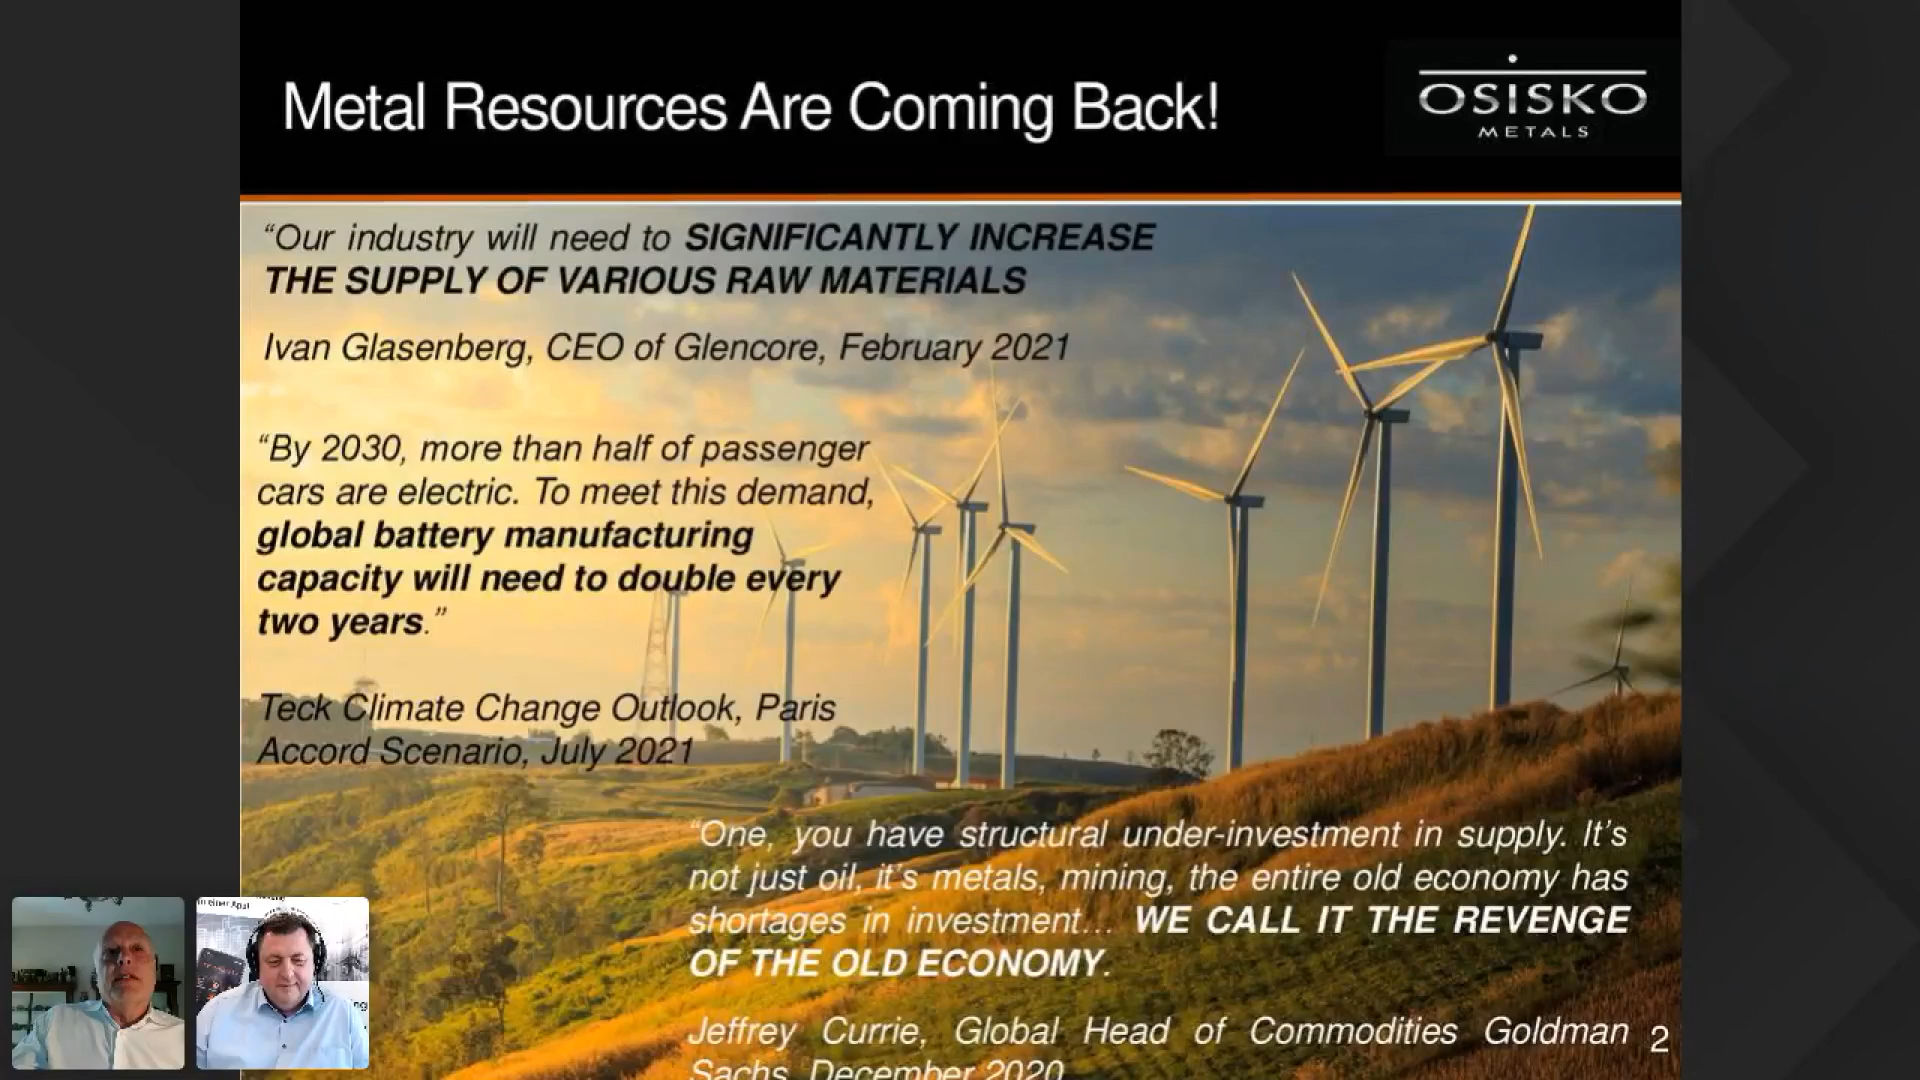 Metal Resources Are Coming Back!
OSISKO
METALS
“Our industry will need to SIGNIFICANTLY INCREASE
THE SUPPLY OF VARIOUS RAW MATERIALS
Ivan Glasenberg, CEO of Glencore, February 2021
“By 2030, more than half of passenger
cars are electric. To meet this demand,
global battery manufacturing
capacity will need to double every
two years.”
Teck Climate Change Outlook, Paris
Accord Scenario, July 2021
“One, you have structural under-investment in supply. It’s
not just oil, it’s metals, mining, the entire old economy has
shortages in investment… WE CALL IT THE REVENGE
OF THE OLD ECONOMY.
Jeffrey Currie, Global Head of Commodities Goldman
Sachs, December 2020
2